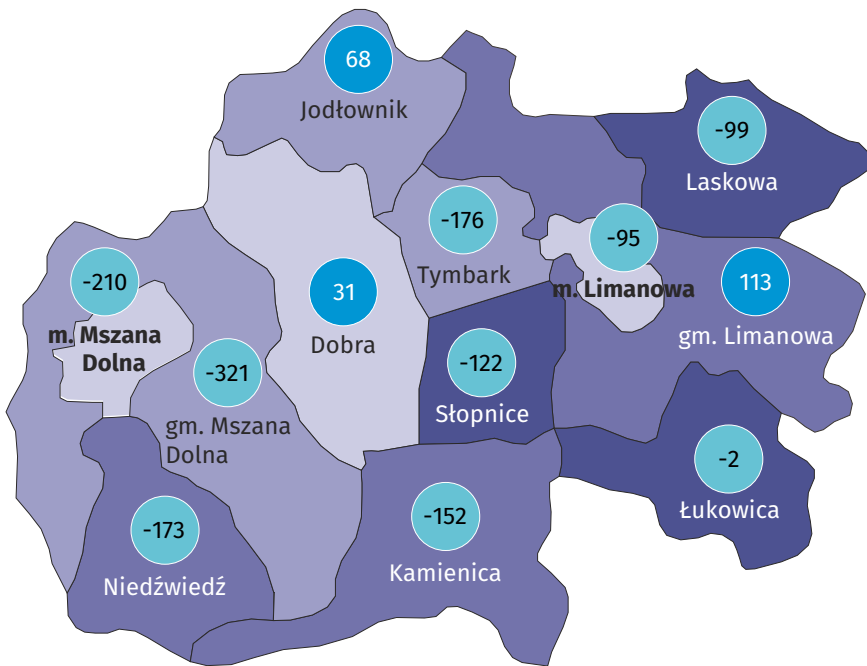 68
Jodłownik
-99
Laskowa
-176
Tymbark
-95
m. Limanowa
113
gm. Limanowa
-210
m. Mszana
Dolna
31
Dobra
-321
gm. Mszana
Dolna
-122
Słopnice
-2
Łukowica
-173
Niedźwiedź
-152
Kamienica